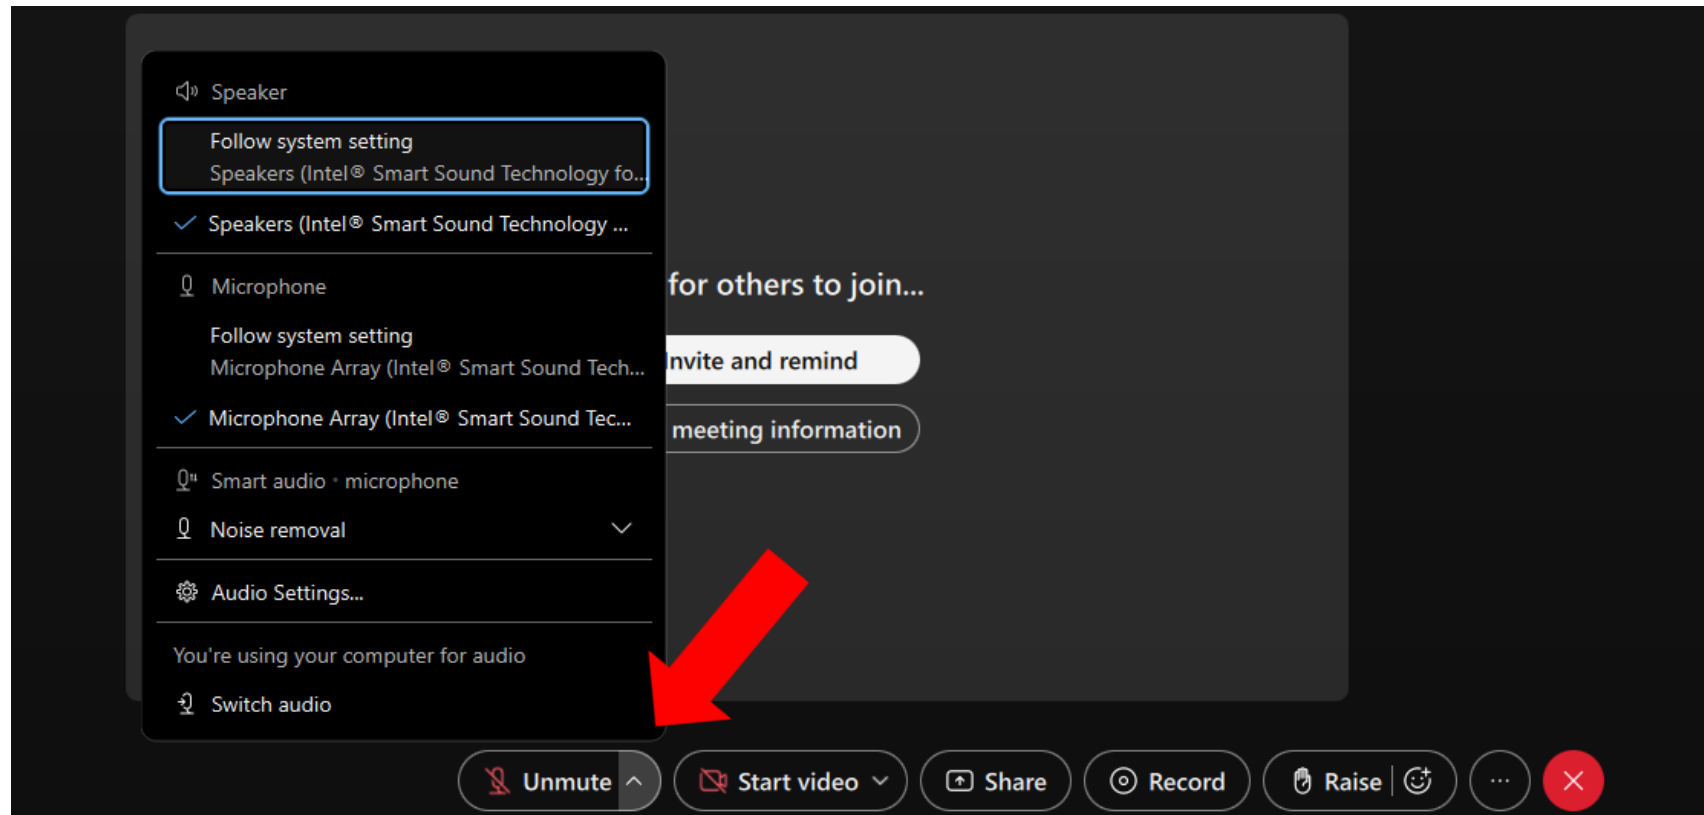 Speaker
Follow system setting
Speakers (Intel® Smart Sound Technology fo...
Speakers (Intel® Smart Sound Technology ...
Microphone
Follow system setting
Microphone Array (Intel® Smart Sound Tech...
Microphone Array (Intel® Smart Sound Tec...
Smart audio • microphone
Noise removal
Audio Settings...
You're using your computer for audio
Switch audio
for others to join...
Invite and remind
meeting information
Unmute
Start video
Share
Record
Raise